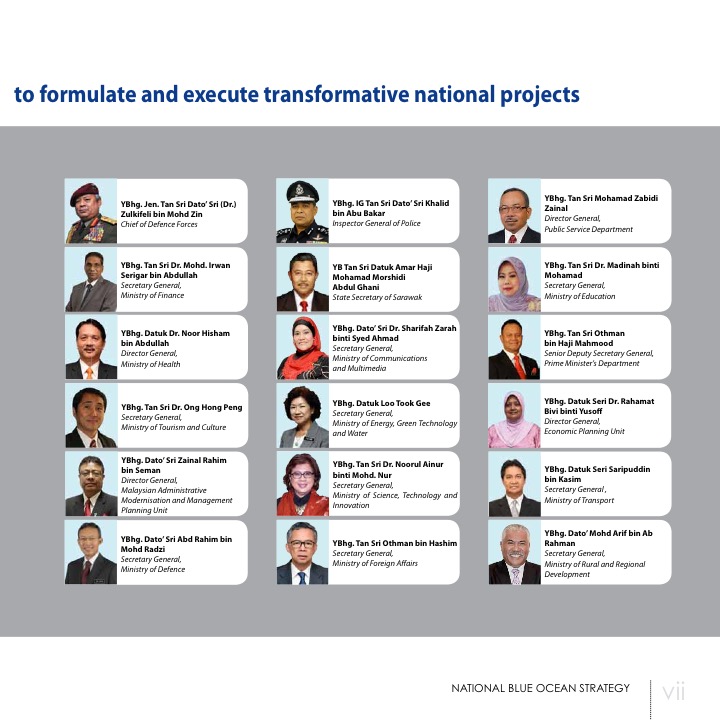 to formulate and execute transformative national projects
YBhg. Jen. Tan Sri Dato’ Sri (Dr.)
Zulkifeli bin Mohd Zin
Chief of Defence Forces
YBhg. IG Tan Sri Dato’ Sri Khalid
bin Abu Bakar
Inspector General of Police
YBhg. Tan Sri Mohamad Zabidi
Zainal
Director General,
Public Service Department
YBhg. Tan Sri Dr. Mohd. Irwan
Serigar bin Abdullah
Secretary General,
Ministry of Finance
YB Tan Sri Datuk Amar Haji
Mohamad Morshidi
Abdul Ghani
State Secretary of Sarawak
YBhg. Tan Sri Dr. Madinah binti
Mohamad
Secretary General,
Ministry of Education
YBhg. Datuk Dr. Noor Hisham
bin Abdullah
Director General,
Ministry of Health
YBhg. Dato’ Sri Dr. Sharifah Zarah
binti Syed Ahmad
Secretary General,
Ministry of Communications
and Multimedia
YBhg. Tan Sri Othman
bin Haji Mahmood
Senior Deputy Secretary General,
Prime Minister’s Department
YBhg. Tan Sri Dr. Ong Hong Peng
Secretary General,
Ministry of Tourism and Culture
YBhg. Datuk Loo Took Gee
Secretary General,
Ministry of Energy, Green Technology
and Water
YBhg. Datuk Seri Dr. Rahamat
Bivi binti Yusoff
Director General,
Economic Planning Unit
YBhg. Dato’ Sri Zainal Rahim
bin Seman
Director General,
Malaysian Administrative
Modernisation and Management
Planning Unit
YBhg. Tan Sri Dr. Noorul Ainur
binti Mohd. Nur
Secretary General,
Ministry of Science, Technology and
Innovation
YBhg. Datuk Seri Saripuddin
bin Kasim
Secretary General ,
Ministry of Transport
YBhg. Dato’ Sri Abd Rahim bin
Mohd Radzi
Secretary General,
Ministry of Defence
YBhg. Tan Sri Othman bin Hashim
Secretary General,
Ministry of Foreign Affairs
YBhg. Dato’ Mohd Arif bin Ab
Rahman
Secretary General,
Ministry of Rural and Regional
Development
NATIONAL BLUE OCEAN STRATEGY
vii